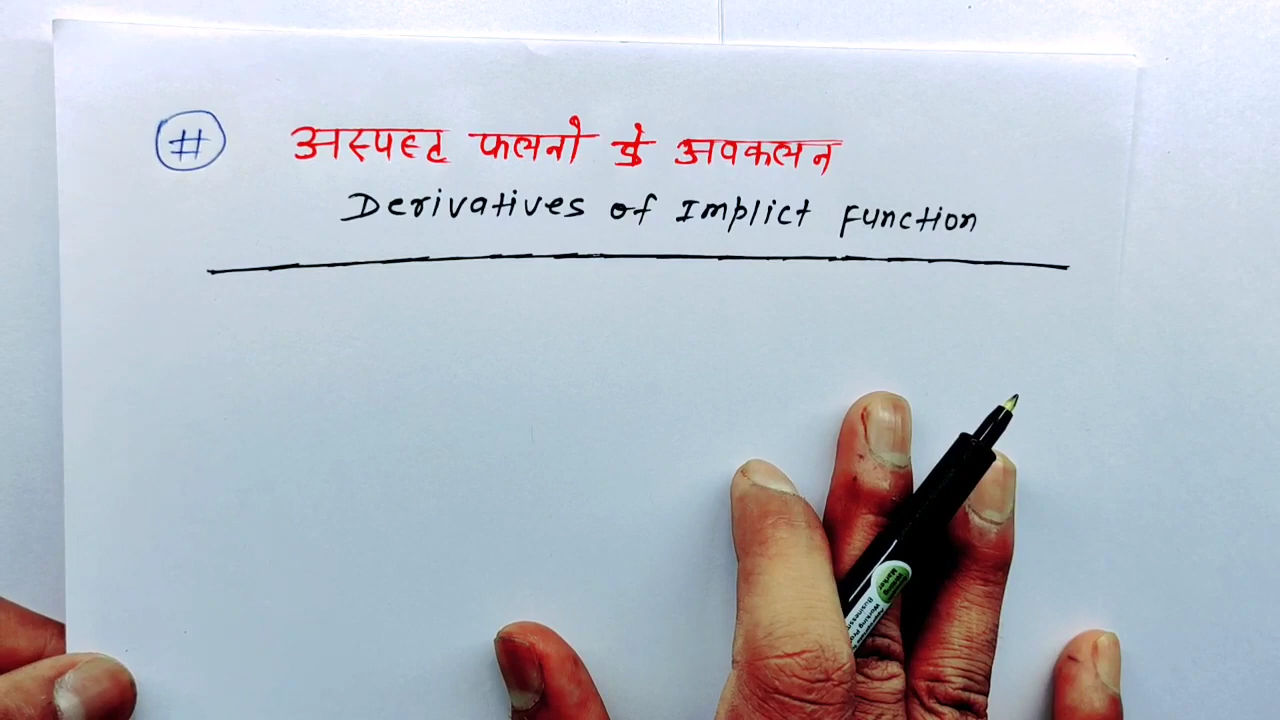 # अस्पष्ट फलनो के अवकलन
Derivatives of Implict Function